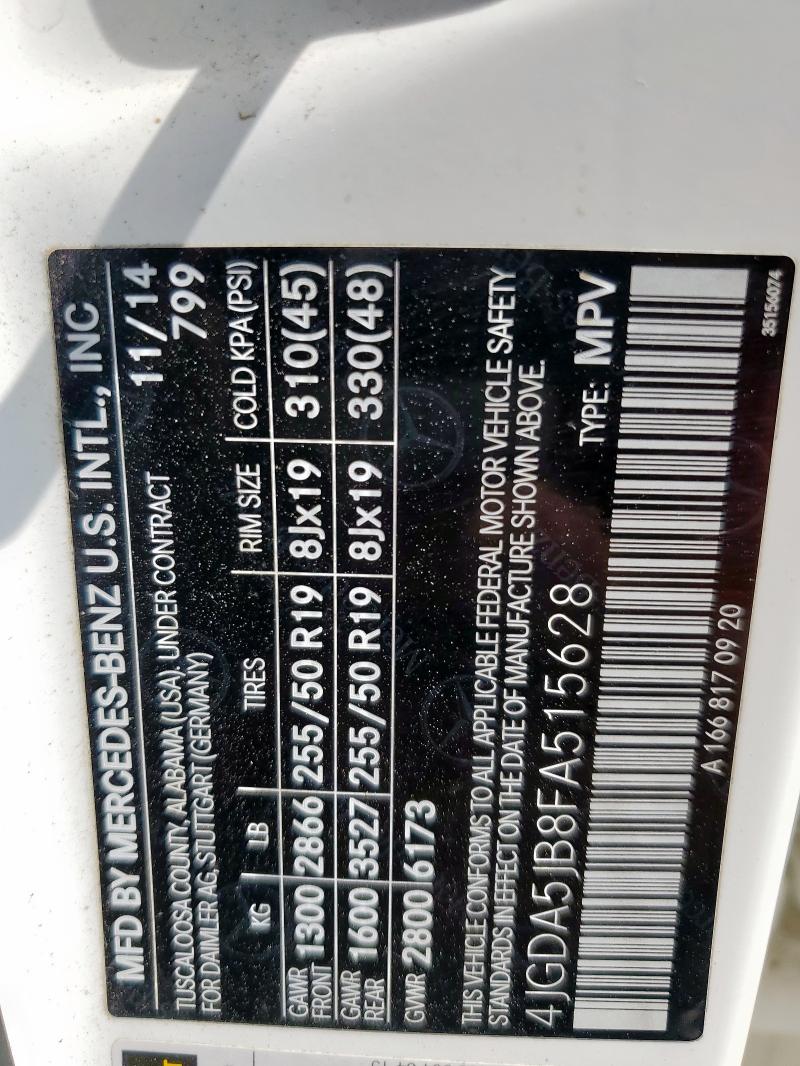 MFD BY MERCEDES-BENZ U.S. INTL., INC
11/14
TUSCALOOSA COUNTY, ALABAMA (USA), UNDER CONTRACT
FOR DAIMLER AG, STUTTGART (GERMANY)
799
KG LB TIRES RIM SIZE COLD KPA (PSI)
GAWR FRONT 1300 2866 255/50 R19 8Jx19 310(45)
GAWR REAR 1600 3527 255/50 R19 8Jx19 330(48)
GVWR 2800 6173
THIS VEHICLE CONFORMS TO ALL APPLICABLE FEDERAL MOTOR VEHICLE SAFETY
STANDARDS IN EFFECT ON THE DATE OF MANUFACTURE SHOWN ABOVE.
4JGDA5JB8FA515628 TYPE: MPV
A 166 817 09 20
35156074